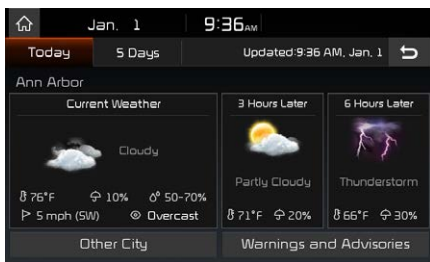 Jan. 1 9:36 AM
Today 5 Days Updated:9:36 AM, Jan. 1
Ann Arbor
Current Weather
Cloudy
76°F 10% 50-70%
5 mph (SW) Overcast
3 Hours Later
Partly Cloudy
71°F 20%
6 Hours Later
Thunderstorm
66°F 30%
Other City Warnings and Advisories